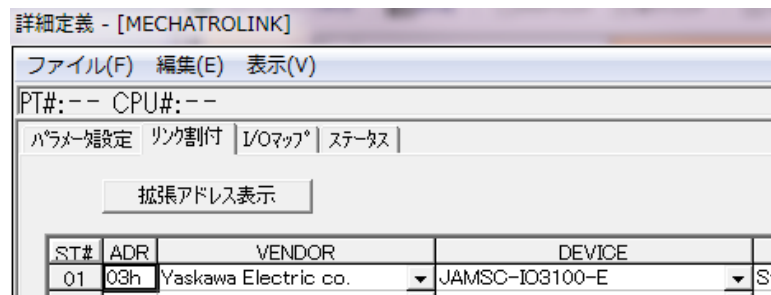 詳細定義 - [MECHATROLINK]
ファイル(F) 編集(E) 表示(V)
PT#:-- CPU#:--
パラメータ設定 リンク割付 I/Oマップ ステータス
拡張アドレス表示
ST# ADR VENDOR DEVICE
01 03h Yaskawa Electric co. JAMSC-IO3100-E S